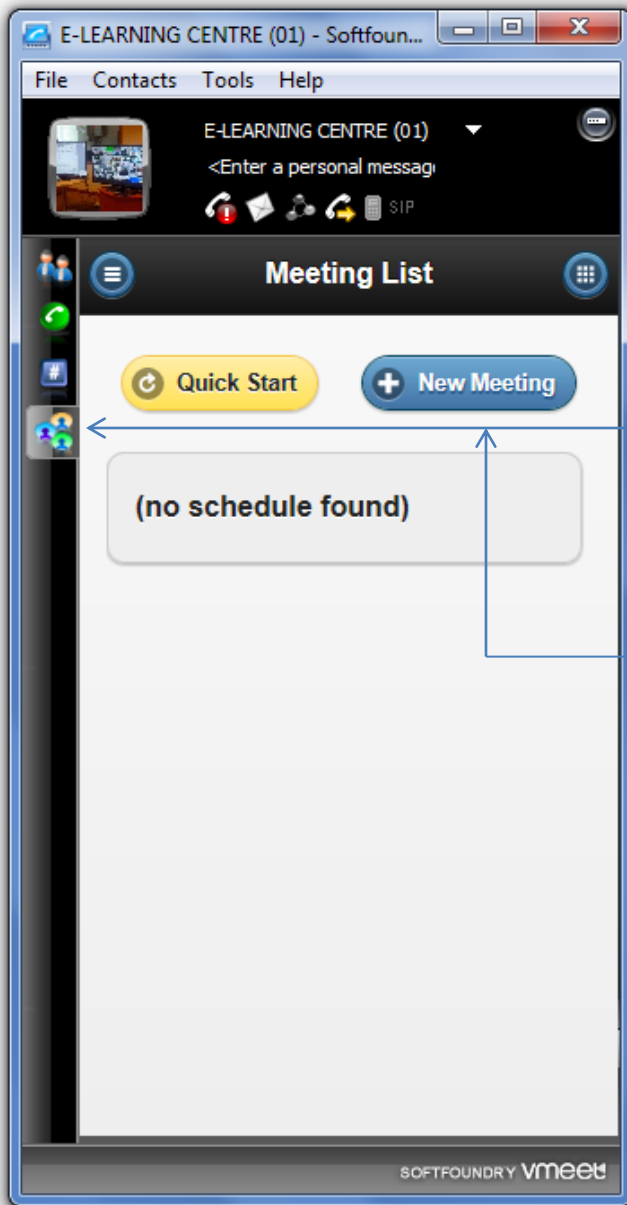 E-LEARNING CENTRE (01) - Softfoun...
File Contacts Tools Help
E-LEARNING CENTRE (01)
<Enter a personal messag
SIP
Meeting List
#
Quick Start New Meeting
(no schedule found)
SOFTFOUNDRY vmeet